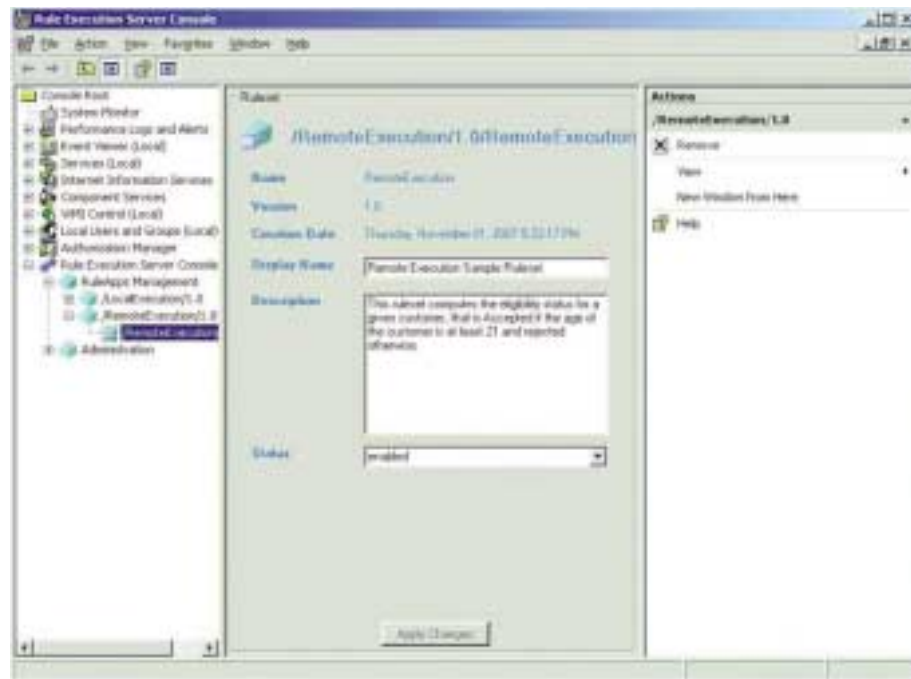 Rule Execution Server Console
File Action View Favorites Window Help
Console Root
System Monitor
Performance Logs and Alerts
Event Viewer (Local)
Services (Local)
Internet Information Services
Component Services
WMI Control (Local)
Local Users and Groups (Local)
Authorization Manager
Rule Execution Server Console
RuleApps Management
/LocalExecution/1.0
/RemoteExecution/1.0
RemoteExecution
Administration
Ruleset
/RemoteExecution/1.0/RemoteExecution
Name RemoteExecution
Version 1.0
Creation Date Thursday, November 01, 2007 PM
Display Name Remote Execution Sample Ruleset
Description This ruleset computes the eligibility status for a
given customer, that is Accepted if the age of
the customer is at least 21 and rejected
otherwise.
Status enabled
Apply Changes
Actions
/RemoteExecution/1.0
Remove
View
New Window from Here
Help